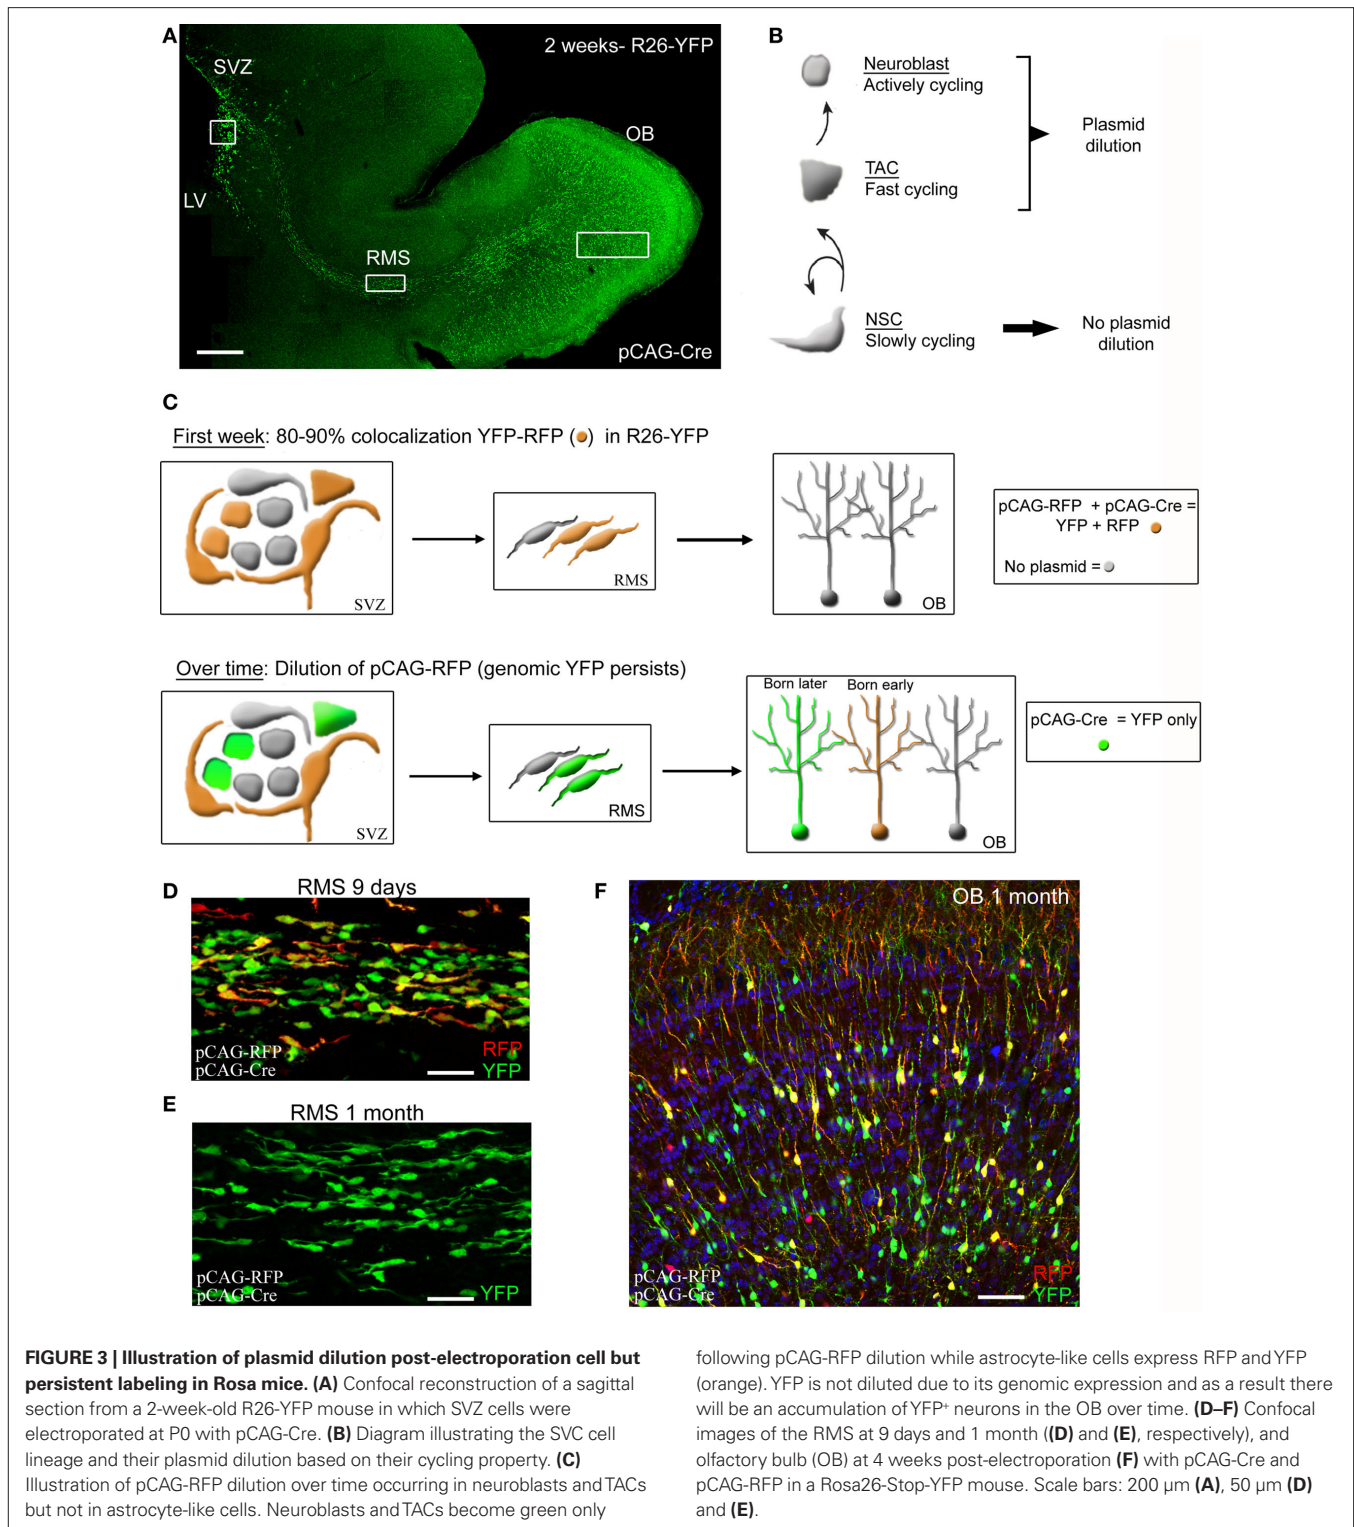 A
2 weeks- R26-YFP
SVZ
OB
LV
RMS
pCAG-Cre
B
Neuroblast
Actively cycling
TAC
Fast cycling
Plasmid
dilution
NSC
Slowly cycling
No plasmid
dilution
C
First week: 80-90% colocalization YFP-RFP ( ) in R26-YFP
SVZ
RMS
OB
pCAG-RFP + pCAG-Cre =
YFP + RFP
No plasmid =
Over time: Dilution of pCAG-RFP (genomic YFP persists)
SVZ
RMS
Born later
Born early
OB
pCAG-Cre = YFP only
D
RMS 9 days
pCAG-RFP
pCAG-Cre
RFP
YFP
E
RMS 1 month
pCAG-RFP
pCAG-Cre
YFP
F
OB 1 month
pCAG-RFP
pCAG-Cre
RFP
YFP
FIGURE 3 | Illustration of plasmid dilution post-electroporation cell but
persistent labeling in Rosa mice. (A) Confocal reconstruction of a sagittal
section from a 2-week-old R26-YFP mouse in which SVZ cells were
electroporated at P0 with pCAG-Cre. (B) Diagram illustrating the SVC cell
lineage and their plasmid dilution based on their cycling property. (C)
Illustration of pCAG-RFP dilution over time occurring in neuroblasts and TACs
but not in astrocyte-like cells. Neuroblasts and TACs become green only
following pCAG-RFP dilution while astrocyte-like cells express RFP and YFP
(orange). YFP is not diluted due to its genomic expression and as a result there
will be an accumulation of YFP⁺ neurons in the OB over time. (D–F) Confocal
images of the RMS at 9 days and 1 month ((D) and (E), respectively), and
olfactory bulb (OB) at 4 weeks post-electroporation (F) with pCAG-Cre and
pCAG-RFP in a Rosa26-Stop-YFP mouse. Scale bars: 200 μm (A), 50 μm (D)
and (E).